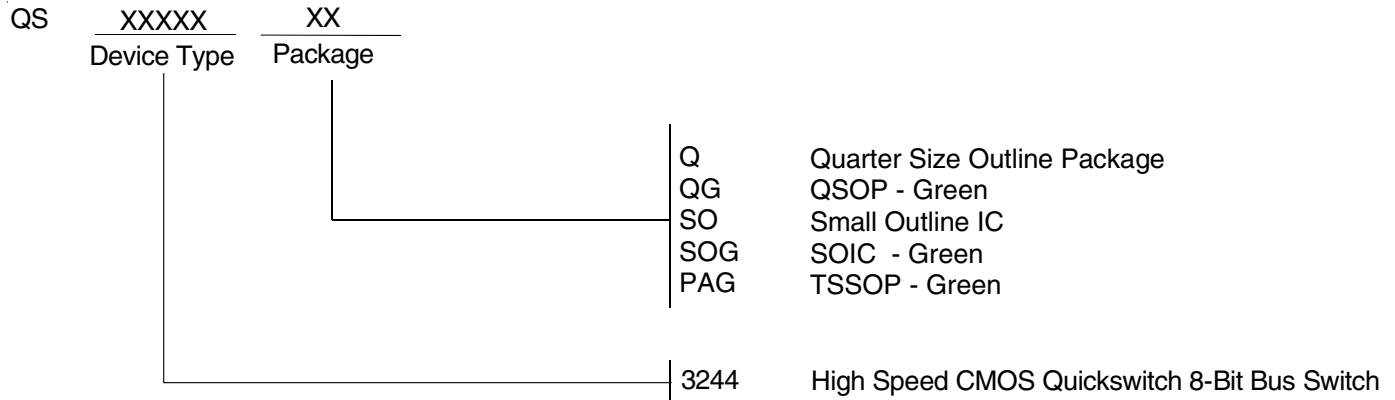 QS XXXXX XX
Device Type Package
Q Quarter Size Outline Package
QG QSOP - Green
SO Small Outline IC
SOG SOIC - Green
PAG TSSOP - Green
3244 High Speed CMOS Quickswitch 8-Bit Bus Switch